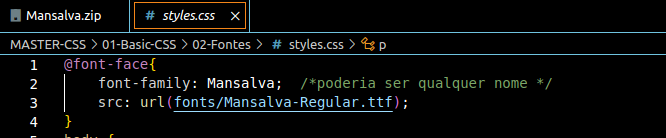 Mansalva.zip styles.css
MASTER-CSS > 01-Basic-CSS > 02-Fontes > styles.css > p
1 @font-face{
2 font-family: Mansalva; /*poderia ser qualquer nome */
3 src: url(fonts/Mansalva-Regular.ttf);
4 }
5 body {